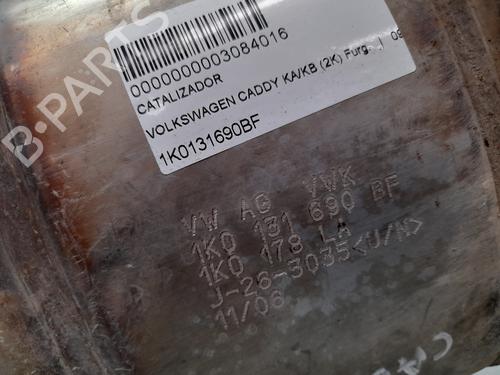 B-PARTS
0000000003084016
CATALIZADOR
VOLKSWAGEN CADDY KA/KB (2K) Furg. |
1K0131690BF
VW AG VWK
1K0 131 690 BF
1K0 178 LA
J-26-3035<U/N>
11/06